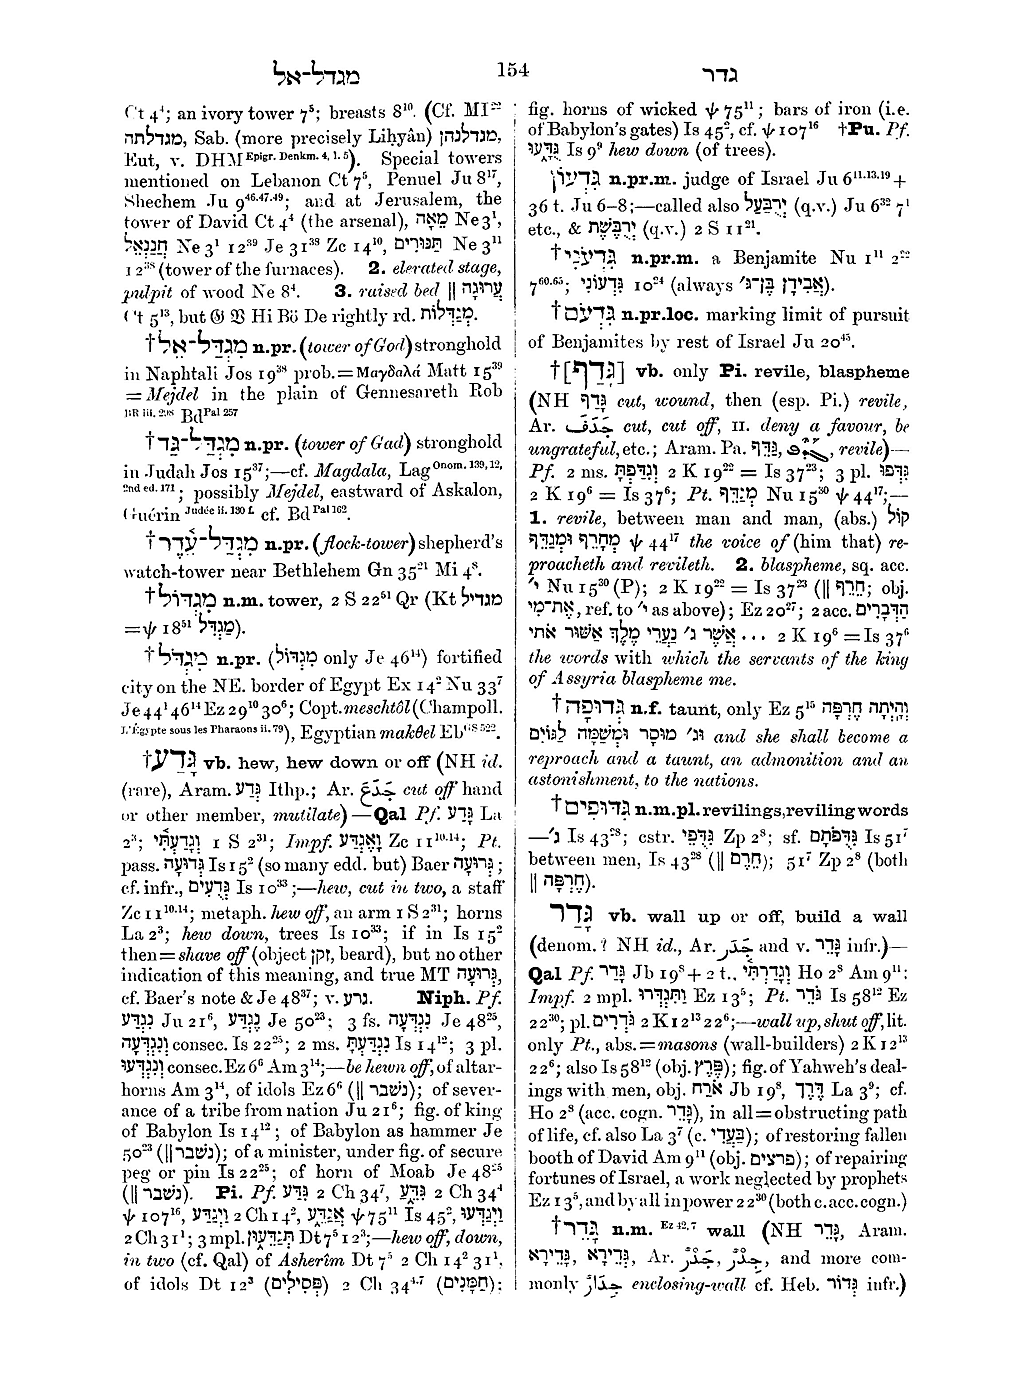 מגדל־אל 154 גדר
Ct 4⁴; an ivory tower 7⁵; breasts 8¹⁰. (Cf. MI²²
מגדלתה, Sab. (more precisely Liḥyân) מגדלנהן,
Eut, v. DHM Epigr. Denkm. 4, l. 5). Special towers
mentioned on Lebanon Ct 7⁵, Penuel Ju 8¹⁷,
Shechem Ju 9⁴⁶·⁴⁷·⁴⁹; and at Jerusalem, the
tower of David Ct 4⁴ (the arsenal), מֵאָה Ne 3¹,
חֲנַנְאֵל Ne 3¹ 12³⁹ Je 31³⁸ Zc 14¹⁰, תַּנּוּרִים Ne 3¹¹
12³⁸ (tower of the furnaces). 2. elevated stage,
pulpit of wood Ne 8⁴. 3. raised bed || עֲרוּגָה
Ct 5¹³, but 𝔊 𝔅 Hi Bö De rightly rd. מְגַדְּלוֹת.
†מִגְדַּל־אֵל n.pr. (tower of God) stronghold
in Naphtali Jos 19³⁸ prob. = Μαγδαλά Matt 15³⁹
= Mejdel in the plain of Gennesareth Rob
BR iii, 298 Bd Pal 257
†מִגְדַּל־גָּד n.pr. (tower of Gad) stronghold
in Judah Jos 15³⁷;—cf. Magdala, Lag Onom. 139, 12,
2nd ed. 171; possibly Mejdel, eastward of Askalon,
Guérin Judée ii. 130 f. cf. Bd Pal 162.
†מִגְדַּל־עֵ֫דֶר n.pr. (flock-tower) shepherd's
watch-tower near Bethlehem Gn 35²¹ Mi 4⁸.
†מִגְדּוֹל n.m. tower, 2 S 22⁵¹ Qr (Kt מגדיל
= ψ 18⁵¹ מַגְדִּל).
†מִגְדֹּל n.pr. (מִגְדּוֹל only Je 46¹⁴) fortified
city on the NE. border of Egypt Ex 14² Nu 33⁷
Je 44¹ 46¹⁴ Ez 29¹⁰ 30⁶; Copt. meschtôl (Champoll.
L'Égypte sous les Pharaons ii. 79), Egyptian makθel Eb GS 522.
†גָּדַע vb. hew, hew down or off (NH id.
(rare), Aram. גְּדַע Ithp.; Ar. جَدَعَ cut off hand
or other member, mutilate)—Qal Pf. גָּדַע La
2³; וְגָדַעְתִּ֫י 1 S 2³¹; Impf. וָאֶגְדַּע Zc 11¹⁰·¹⁴; Pt.
pass. גְּדוּעָה Is 15² (so many edd. but) Baer גְּרוּעָה;
cf. infr., גְּדֻעִים Is 10³³;—hew, cut in two, a staff
Zc 11¹⁰·¹⁴; metaph. hew off, an arm 1 S 2³¹; horns
La 2³; hew down, trees Is 10³³; if in Is 15²
then = shave off (object זקן, beard), but no other
indication of this meaning, and true MT גְּרוּעָה,
cf. Baer's note & Je 48³⁷; v. גרע. Niph. Pf.
נִגְדַּע Ju 21⁶, נִגְדַּע Je 50²³; 3 fs. נִגְדְּעָה Je 48²⁵,
וְנִגְדְּעָה consec. Is 22²⁵; 2 ms. נִגְדַּעְתָּ Is 14¹²; 3 pl.
וְנִגְדְּעוּ consec. Ez 6⁶ Am 3¹⁴;—be hewn off, of altar-
horns Am 3¹⁴, of idols Ez 6⁶ (|| נשׁבר); of sever-
ance of a tribe from nation Ju 21⁶; fig. of king
of Babylon Is 14¹²; of Babylon as hammer Je
50²³ (|| נשׁבר); of a minister, under fig. of secure
peg or pin Is 22²⁵; of horn of Moab Je 48²⁵
(|| נשׁבר). Pi. Pf. גִּדַּע 2 Ch 34⁷, גִּדֵּעַ 2 Ch 34⁴
ψ 107¹⁶, וַיְגַדַּע 2 Ch 14², אֲגַדֵּעַ ψ 75¹¹ Is 45², וַיְגַדְּעוּ
2 Ch 31¹; 3 mpl. תְּגַדֵּעוּן Dt 7⁵ 12³;—hew off, down,
in two (cf. Qal) of Asherîm Dt 7⁵ 2 Ch 14² 31¹,
of idols Dt 12³ (פְּסִילִים) 2 Ch 34⁴·⁷ (חַמָּנִים);
fig. horns of wicked ψ 75¹¹; bars of iron (i.e.
of Babylon's gates) Is 45², cf. ψ 107¹⁶ †Pu. Pf.
גֻּדָּ֑עוּ Is 9⁹ hew down (of trees).
גִּדְעוֹן n.pr.m. judge of Israel Ju 6¹¹·¹³·¹⁹ +
36 t. Ju 6–8;—called also יְרֻבַּעַל (q.v.) Ju 6³² 7¹
etc., & יְרֻבֶּשֶׁת (q.v.) 2 S 11²¹.
†גִּדְעֹנִי n.pr.m. a Benjamite Nu 1¹¹ 2²²
7⁶⁰·⁶⁵; גִּדְעוֹנִי 10²⁴ (always אֲבִידָן בֶּן־ג׳).
†גִּדְעֹם n.pr.loc. marking limit of pursuit
of Benjamites by rest of Israel Ju 20⁴⁵.
†[גָּדַף] vb. only Pi. revile, blaspheme
(NH גִּדֵּף cut, wound, then (esp. Pi.) revile,
Ar. جَدَفَ cut, cut off, II. deny a favour, be
ungrateful, etc.; Aram. Pa. גַּדֵּף, ܓܕܦ, revile)—
Pf. 2 ms. וְגִדַּפְתָּ 2 K 19²² = Is 37²³; 3 pl. גִּדְּפוּ
2 K 19⁶ = Is 37⁶; Pt. מְגַדֵּף Nu 15³⁰ ψ 44¹⁷;—
1. revile, between man and man, (abs.) קוֹל
מְחָרֵף וּמְגַדֵּף ψ 44¹⁷ the voice of (him that) re-
proacheth and revileth. 2. blaspheme, sq. acc.
י׳ Nu 15³⁰ (P); 2 K 19²² = Is 37²³ (|| חֵרֵף; obj.
אֶת־מִי, ref. to י׳ as above); Ez 20²⁷; 2 acc. הַדְּבָרִים
... אֲשֶׁר ג׳ נַעֲרֵי מֶלֶךְ אַשּׁוּר אֹתִי 2 K 19⁶ = Is 37⁶
the words with which the servants of the king
of Assyria blaspheme me.
†גְּדוּפָה n.f. taunt, only Ez 5¹⁵ וְהָיְתָה חֶרְפָּה
וּג׳ מוּסָר וּמְשַׁמָּה לַגּוֹיִם and she shall become a
reproach and a taunt, an admonition and an
astonishment, to the nations.
†גִּדּוּפִים n.m.pl. revilings, reviling words
—ג׳ Is 43²⁸; cstr. גִּדֻּפֵי Zp 2⁸; sf. גִּדֻּפֹתָם Is 51⁷
between men, Is 43²⁸ (|| חֵרֶם); 51⁷ Zp 2⁸ (both
|| חֶרְפָּה).
גָּדַר vb. wall up or off, build a wall
(denom.? NH id., Ar. جَدَرَ and v. גָּדֵר infr.)—
Qal Pf. גָּדַר Jb 19⁸ + 2 t., וְגָדַרְתִּ֫י Ho 2⁸ Am 9¹¹;
Impf. 2 mpl. וַתִּגְדְּרוּ Ez 13⁵; Pt. גֹּדֵר Is 58¹² Ez
22³⁰; pl. גֹּדְרִים 2 K 12¹³ 22⁶;—wall up, shut off, lit.
only Pt., abs. = masons (wall-builders) 2 K 12¹³
22⁶; also Is 58¹² (obj. פֶּרֶץ); fig. of Yahweh's deal-
ings with men, obj. אֹרַח Jb 19⁸, דֶּרֶךְ La 3⁹; cf.
Ho 2⁸ (acc. cogn. גָּדֵר), in all = obstructing path
of life, cf. also La 3⁷ (c. בַּעֲדִי); of restoring fallen
booth of David Am 9¹¹ (obj. פרצים); of repairing
fortunes of Israel, a work neglected by prophets
Ez 13⁵, and by all in power 22³⁰ (both c. acc. cogn.)
†גָּדֵר n.m. Ez 42, 7 wall (NH גָּדֵר, Aram.
גְּדֵירָא, גָּדֵירָא, Ar. جَدْرٌ, جَدَرٌ, and more com-
monly جِدَارٌ enclosing-wall cf. Heb. גָּדוֹר infr.)